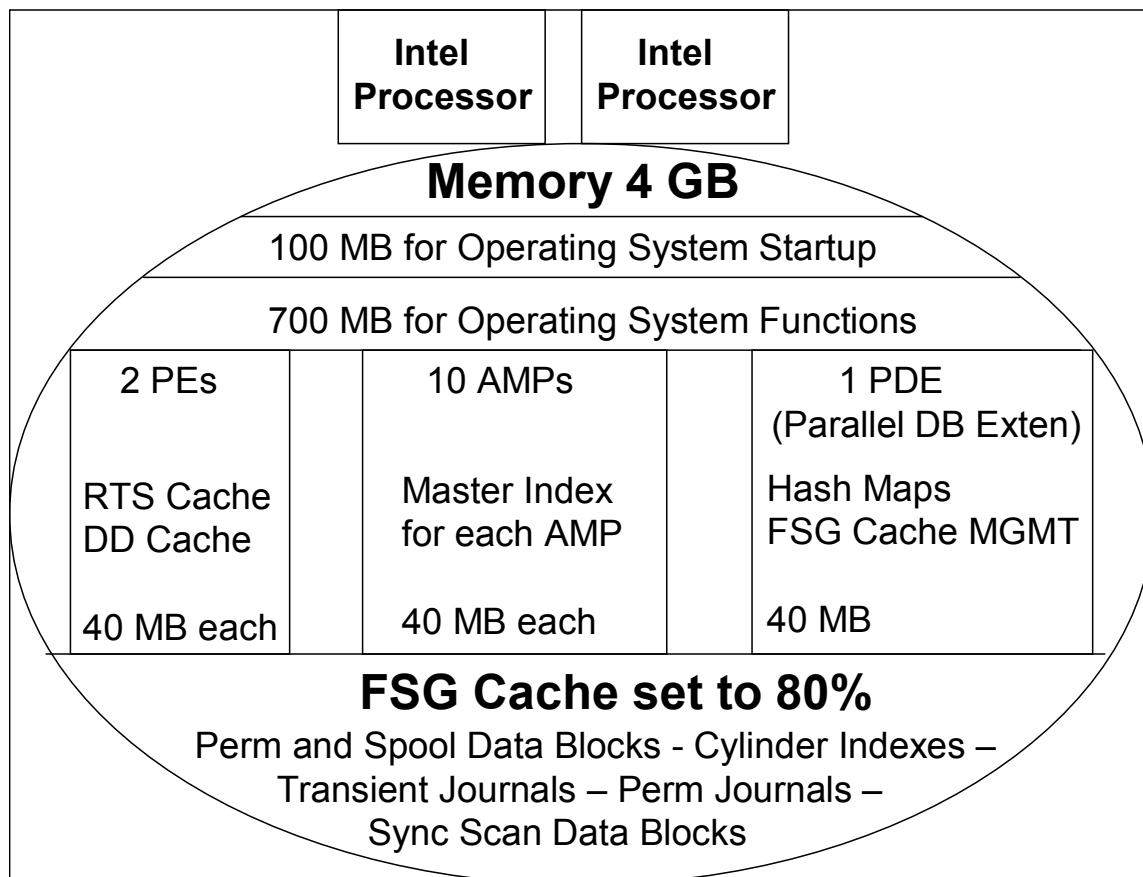 Intel
Processor
Intel
Processor
Memory 4 GB
100 MB for Operating System Startup
700 MB for Operating System Functions
2 PEs
RTS Cache
DD Cache
40 MB each
10 AMPs
Master Index
for each AMP
40 MB each
1 PDE
(Parallel DB Exten)
Hash Maps
FSG Cache MGMT
40 MB
FSG Cache set to 80%
Perm and Spool Data Blocks - Cylinder Indexes –
Transient Journals – Perm Journals –
Sync Scan Data Blocks